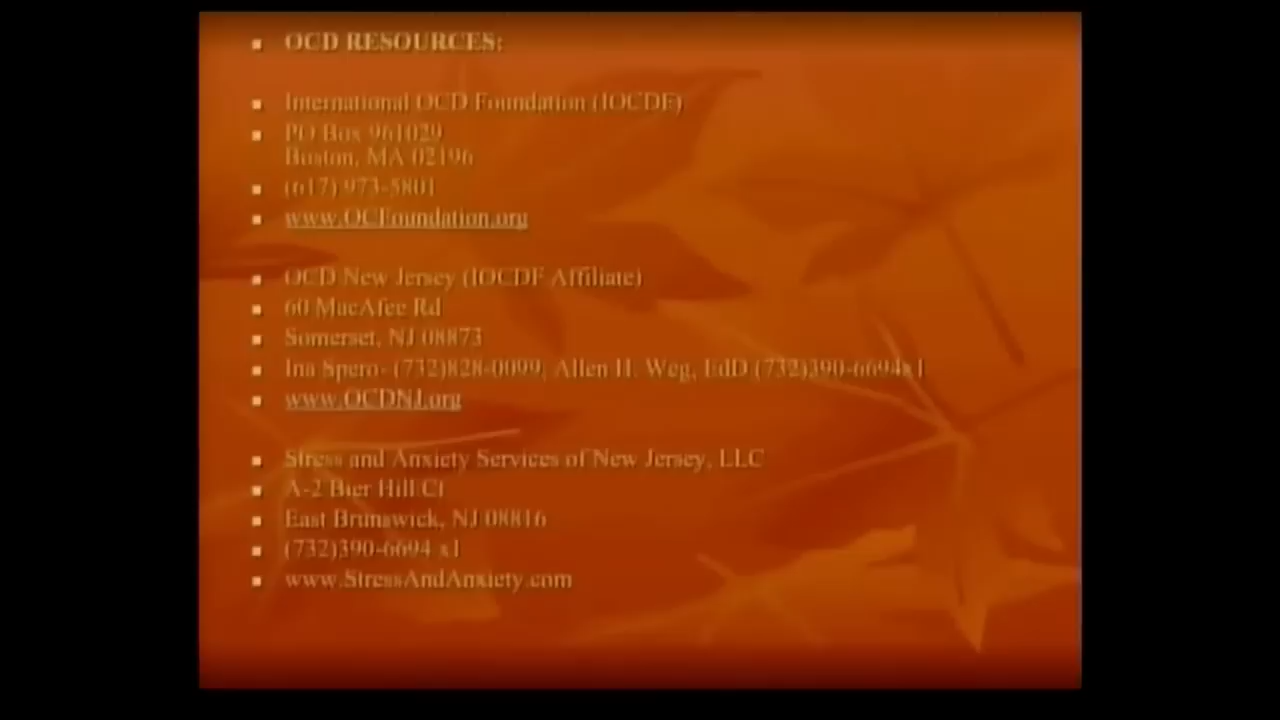 OCD RESOURCES:
International OCD Foundation (IOCDF)
PO Box 961029
Boston, MA 02196
(617) 973-5801
www.OCFoundation.org
OCD New Jersey (IOCDF Affiliate)
60 MacAfee Rd
Somerset, NJ 08873
Ina Spero- (732)828-0099, Allen H. Weg, EdD (732)390-6694x1
www.OCDNJ.org
Stress and Anxiety Services of New Jersey, LLC
A-2 Brier Hill Ct
East Brunswick, NJ 08816
(732)390-6694 x1
www.StressAndAnxiety.com